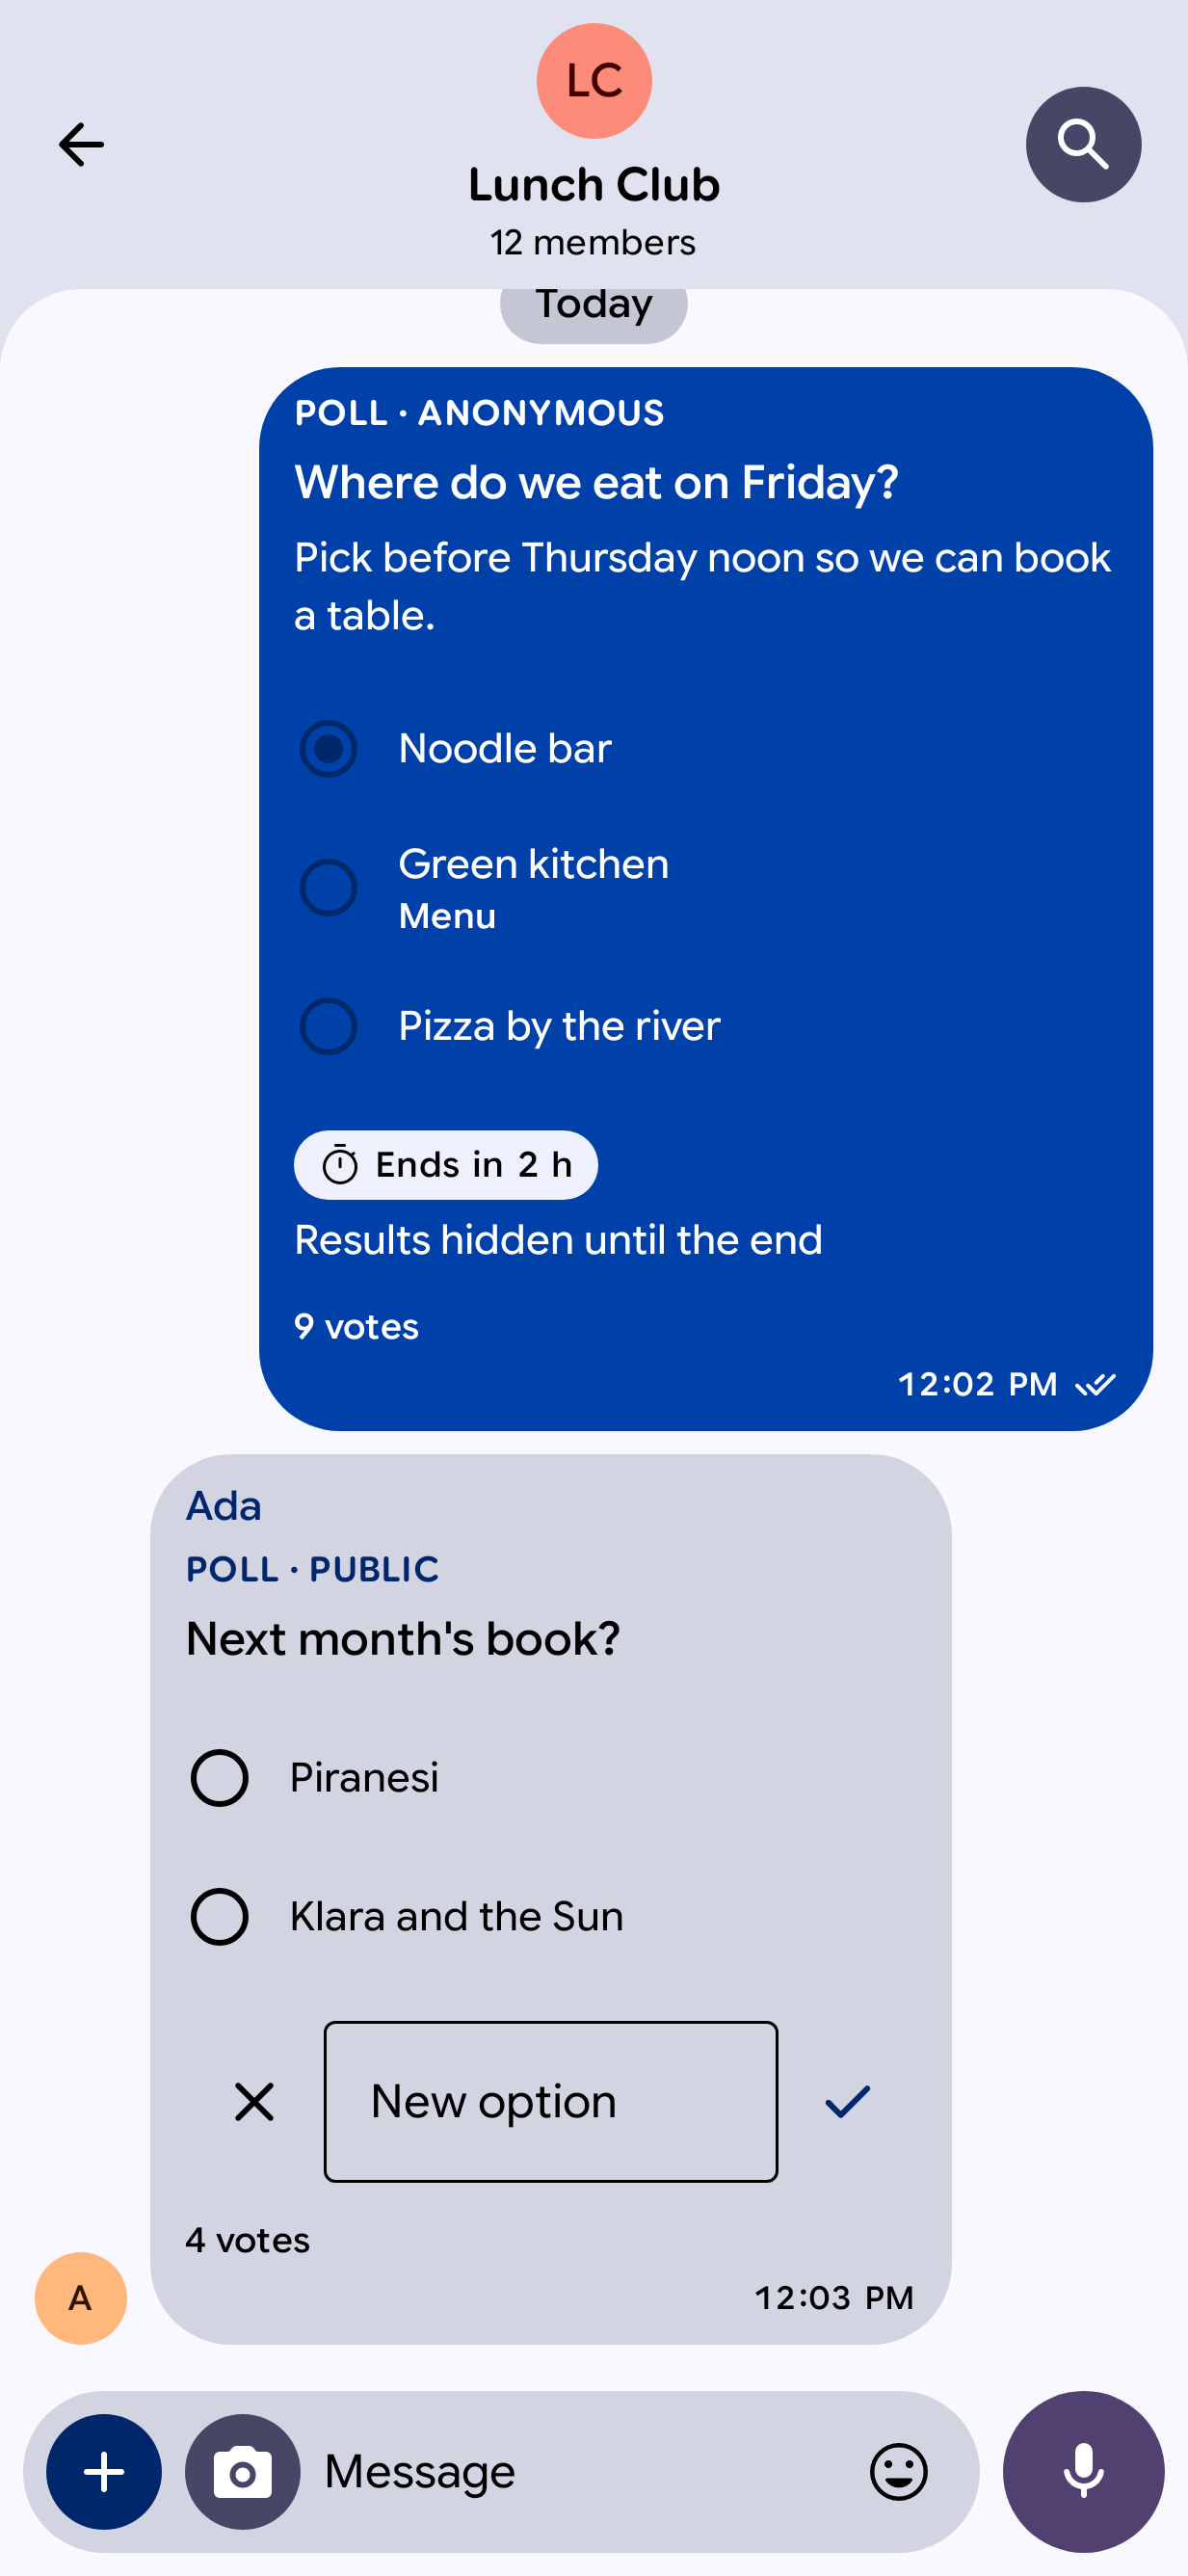 LC
Lunch Club
12 members
Today
POLL · ANONYMOUS
Where do we eat on Friday?
Pick before Thursday noon so we can book
a table.
Noodle bar
Green kitchen
Menu
Pizza by the river
Ends in 2 h
Results hidden until the end
9 votes
12:02 PM
Ada
POLL · PUBLIC
Next month's book?
Piranesi
Klara and the Sun
New option
4 votes
A
12:03 PM
Message